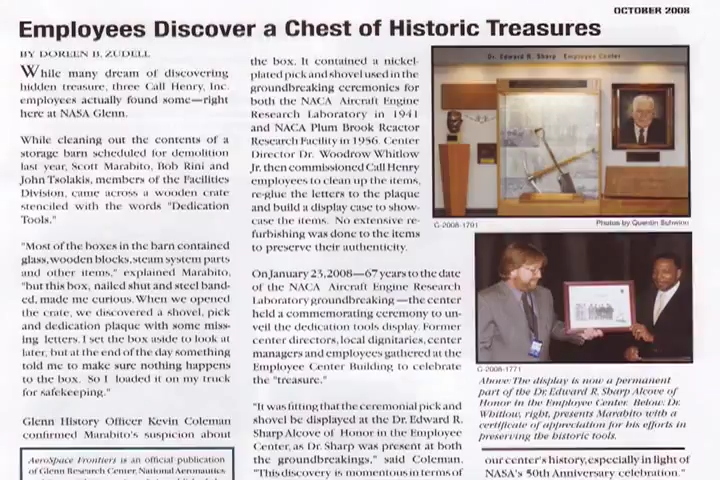 OCTOBER 2008
Employees Discover a Chest of Historic Treasures
BY DOREEN B. ZUDELL
While many dream of discovering
hidden treasure, three Call Henry, Inc.
employees actually found some—right
here at NASA Glenn.
While cleaning out the contents of a
storage barn scheduled for demolition
last year, Scott Marabito, Bob Rini and
John Tsolakis, members of the Facilities
Division, came across a wooden crate
stenciled with the words "Dedication
Tools."
"Most of the boxes in the barn contained
glass, wooden blocks, steam system parts
and other items," explained Marabito,
"but this box, nailed shut and steel band-
ed, made me curious. When we opened
the crate, we discovered a shovel, pick
and dedication plaque with some miss-
ing letters. I set the box aside to look at
later, but at the end of the day something
told me to make sure nothing happens
to the box. So I loaded it on my truck
for safekeeping."
Glenn History Officer Kevin Coleman
confirmed Marabito's suspicion about
AeroSpace Frontiers is an official publication
of Glenn Research Center, National Aeronautics
the box. It contained a nickel-
plated pick and shovel used in the
groundbreaking ceremonies for
both the NACA Aircraft Engine
Research Laboratory in 1941
and NACA Plum Brook Reactor
Research Facility in 1956. Center
Director Dr. Woodrow Whitlow
Jr. then commissioned Call Henry
employees to clean up the items,
re-glue the letters to the plaque
and build a display case to show-
case the items. No extensive re-
furbishing was done to the items
to preserve their authenticity.
On January 23, 2008—67 years to the date
of the NACA Aircraft Engine Research
Laboratory groundbreaking—the center
held a commemorating ceremony to un-
veil the dedication tools display. Former
center directors, local dignitaries, center
managers and employees gathered at the
Employee Center Building to celebrate
the "treasure."
"It was fitting that the ceremonial pick and
shovel be displayed at the Dr. Edward R.
Sharp Alcove of Honor in the Employee
Center, as Dr. Sharp was present at both
the groundbreakings," said Coleman.
"This discovery is momentous in terms of
Dr. Edward R. Sharp Employee Center
C-2008-1791
Photos by Quentin Schwinn
C-2008-1771
Above: The display is now a permanent
part of the Dr. Edward R. Sharp Alcove of
Honor in the Employee Center. Below: Dr.
Whitlow, right, presents Marabito with a
certificate of appreciation for his efforts in
preserving the historic tools.
our center's history, especially in light of
NASA's 50th Anniversary celebration."